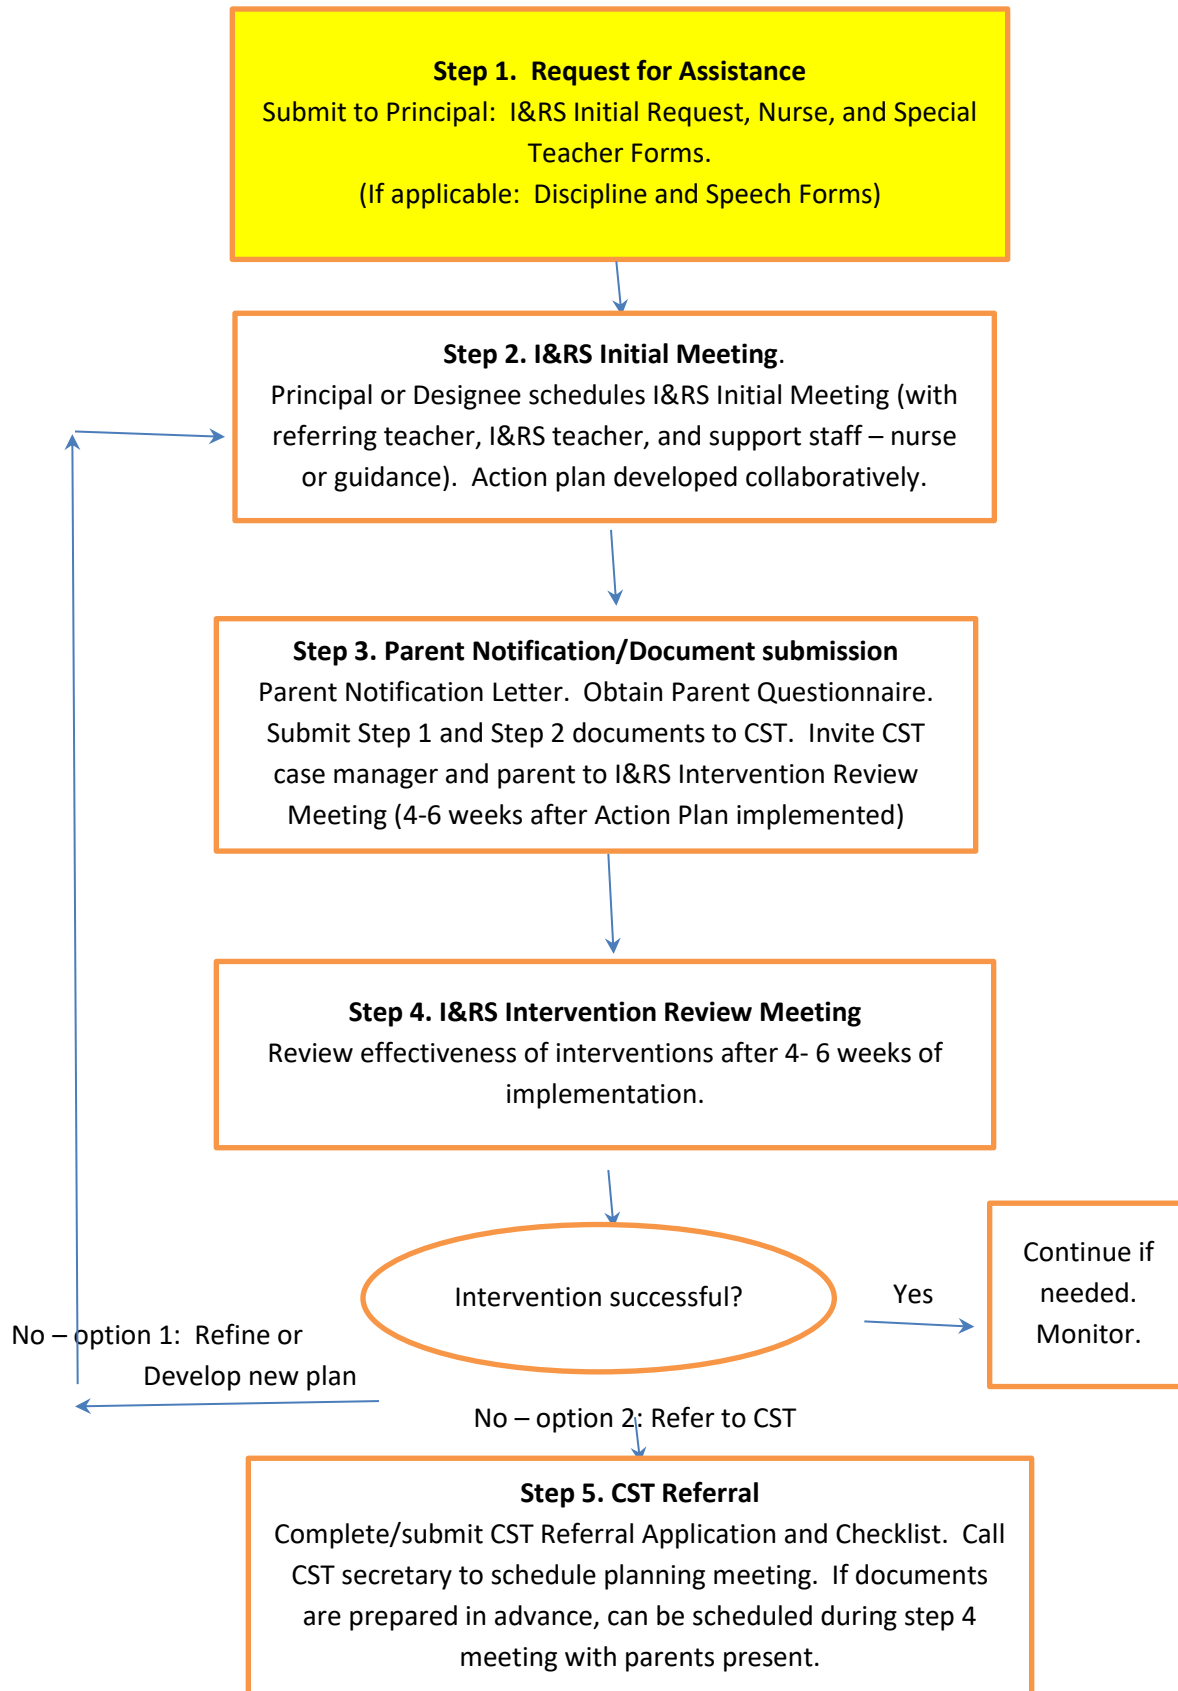 Step 1.  Request for Assistance
Submit to Principal:  I&RS Initial Request, Nurse, and Special
Teacher Forms.
(If applicable:  Discipline and Speech Forms)
Step 2. I&RS Initial Meeting.
Principal or Designee schedules I&RS Initial Meeting (with
referring teacher, I&RS teacher, and support staff – nurse
or guidance).  Action plan developed collaboratively.
Step 3. Parent Notification/Document submission
Parent Notification Letter.  Obtain Parent Questionnaire.
Submit Step 1 and Step 2 documents to CST.  Invite CST
case manager and parent to I&RS Intervention Review
Meeting (4-6 weeks after Action Plan implemented)
Step 4. I&RS Intervention Review Meeting
Review effectiveness of interventions after 4- 6 weeks of
implementation.
Intervention successful?
Yes
Continue if
needed.
Monitor.
No – option 1:  Refine or
Develop new plan
No – option 2: Refer to CST
Step 5. CST Referral
Complete/submit CST Referral Application and Checklist.  Call
CST secretary to schedule planning meeting.  If documents
are prepared in advance, can be scheduled during step 4
meeting with parents present.